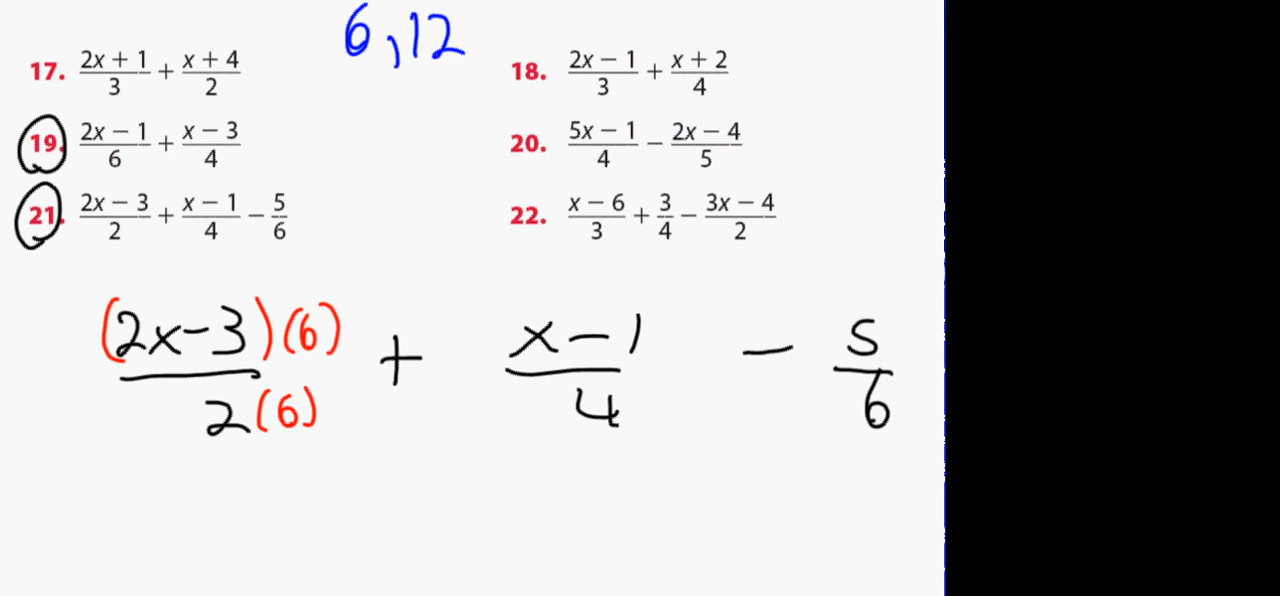 6,12
17. (2x + 1)/3 + (x + 4)/2
18. (2x − 1)/3 + (x + 2)/4
19. (2x − 1)/6 + (x − 3)/4
20. (5x − 1)/4 − (2x − 4)/5
21. (2x − 3)/2 + (x − 1)/4 − 5/6
22. (x − 6)/3 + 3/4 − (3x − 4)/2
(2x-3)(6)/2(6) + (x-1)/4 - 5/6